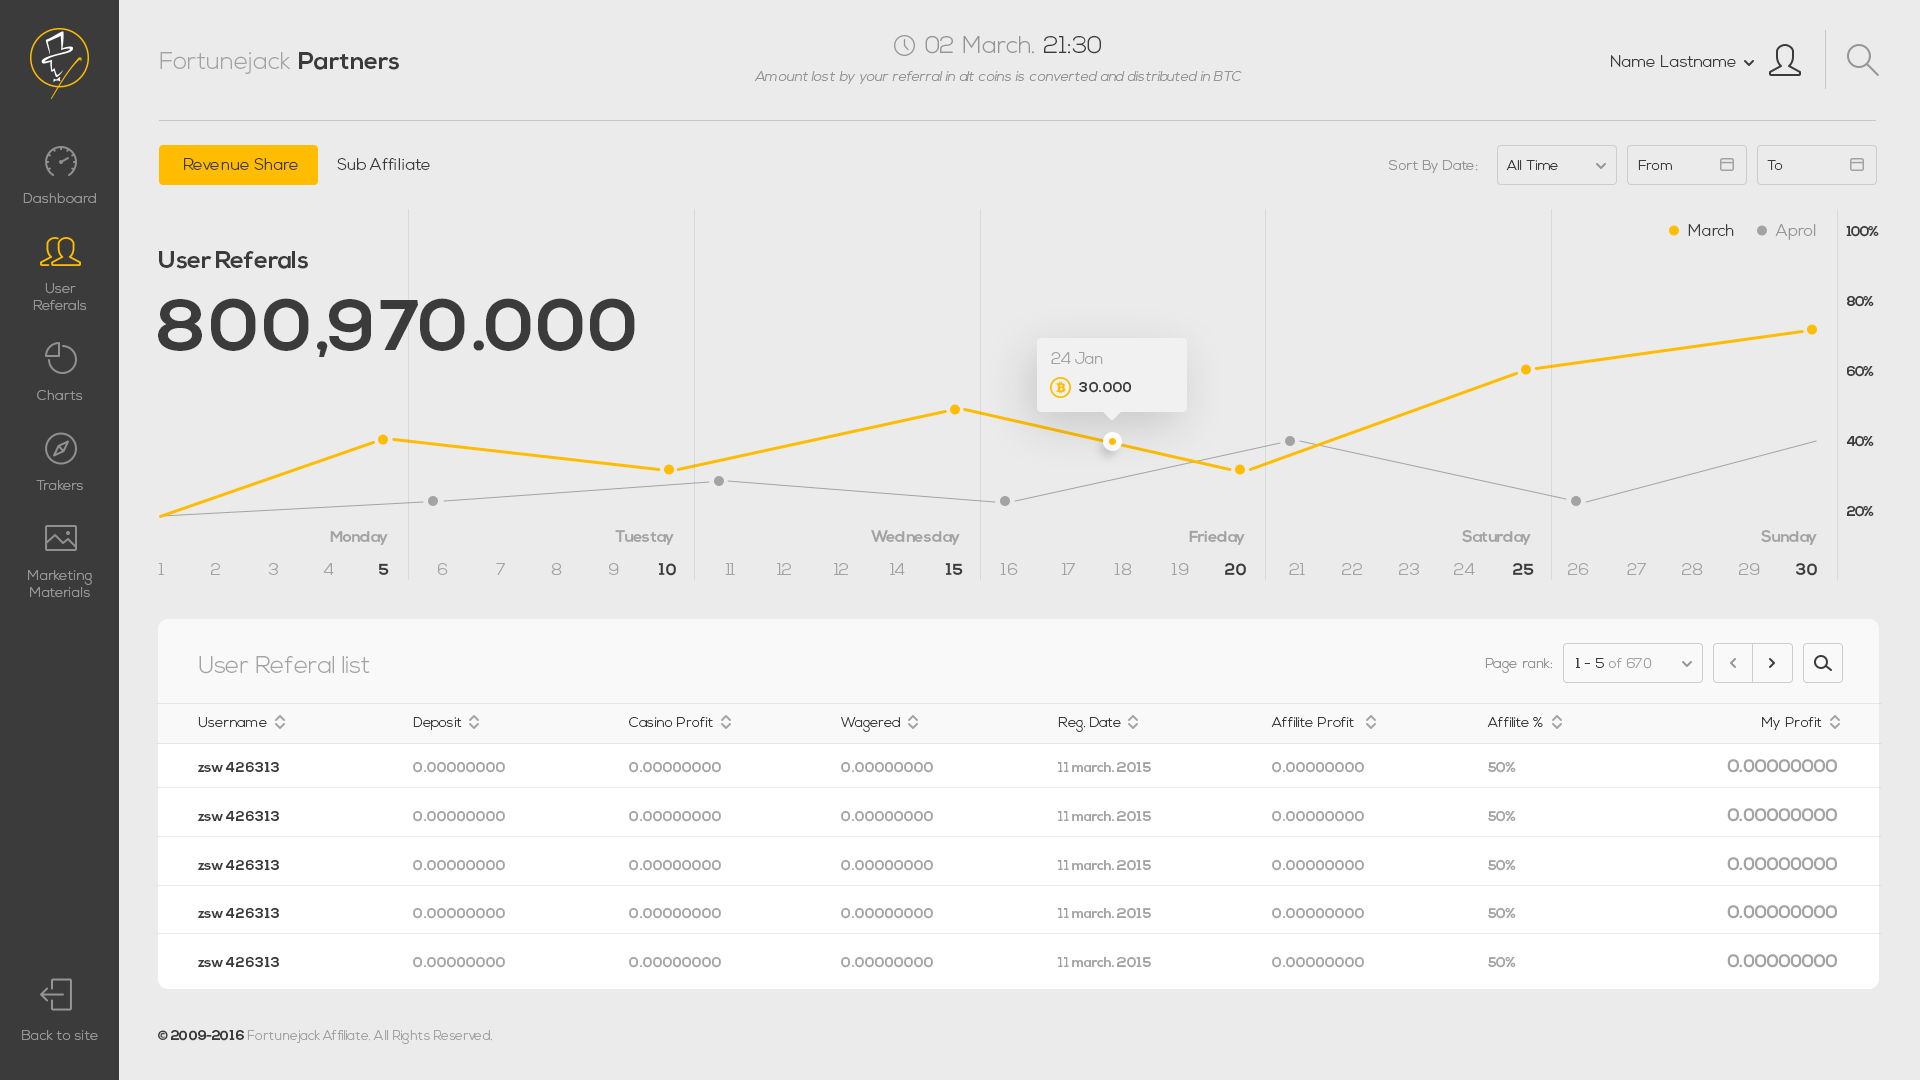 Fortunejack Partners
02 March. 21:30
Amount lost by your referral in alt coins is converted and distributed in BTC
Name Lastname
Dashboard
User
Referals
Charts
Trakers
Marketing
Materials
Back to site
Revenue Share
Sub Affiliate
Sort By Date:
All Time
From
To
User Referals
800,970.000
March
Aprol
100%
80%
60%
40%
20%
24 Jan
30.000
Monday Tuestay Wednesday Frieday Saturday Sunday
1 2 3 4 5 6 7 8 9 10 11 12 12 14 15 16 17 18 19 20 21 22 23 24 25 26 27 28 29 30
User Referal list
Page rank:
1 - 5 of 670
Username Deposit Casino Profit Wagered Reg. Date Affilite Profit Affilite % My Profit
zsw 426313 0.00000000 0.00000000 0.00000000 11 march. 2015 0.00000000 50% 0.00000000
zsw 426313 0.00000000 0.00000000 0.00000000 11 march. 2015 0.00000000 50% 0.00000000
zsw 426313 0.00000000 0.00000000 0.00000000 11 march. 2015 0.00000000 50% 0.00000000
zsw 426313 0.00000000 0.00000000 0.00000000 11 march. 2015 0.00000000 50% 0.00000000
zsw 426313 0.00000000 0.00000000 0.00000000 11 march. 2015 0.00000000 50% 0.00000000
© 2009-2016 Fortunejack Affiliate. All Rights Reserved.